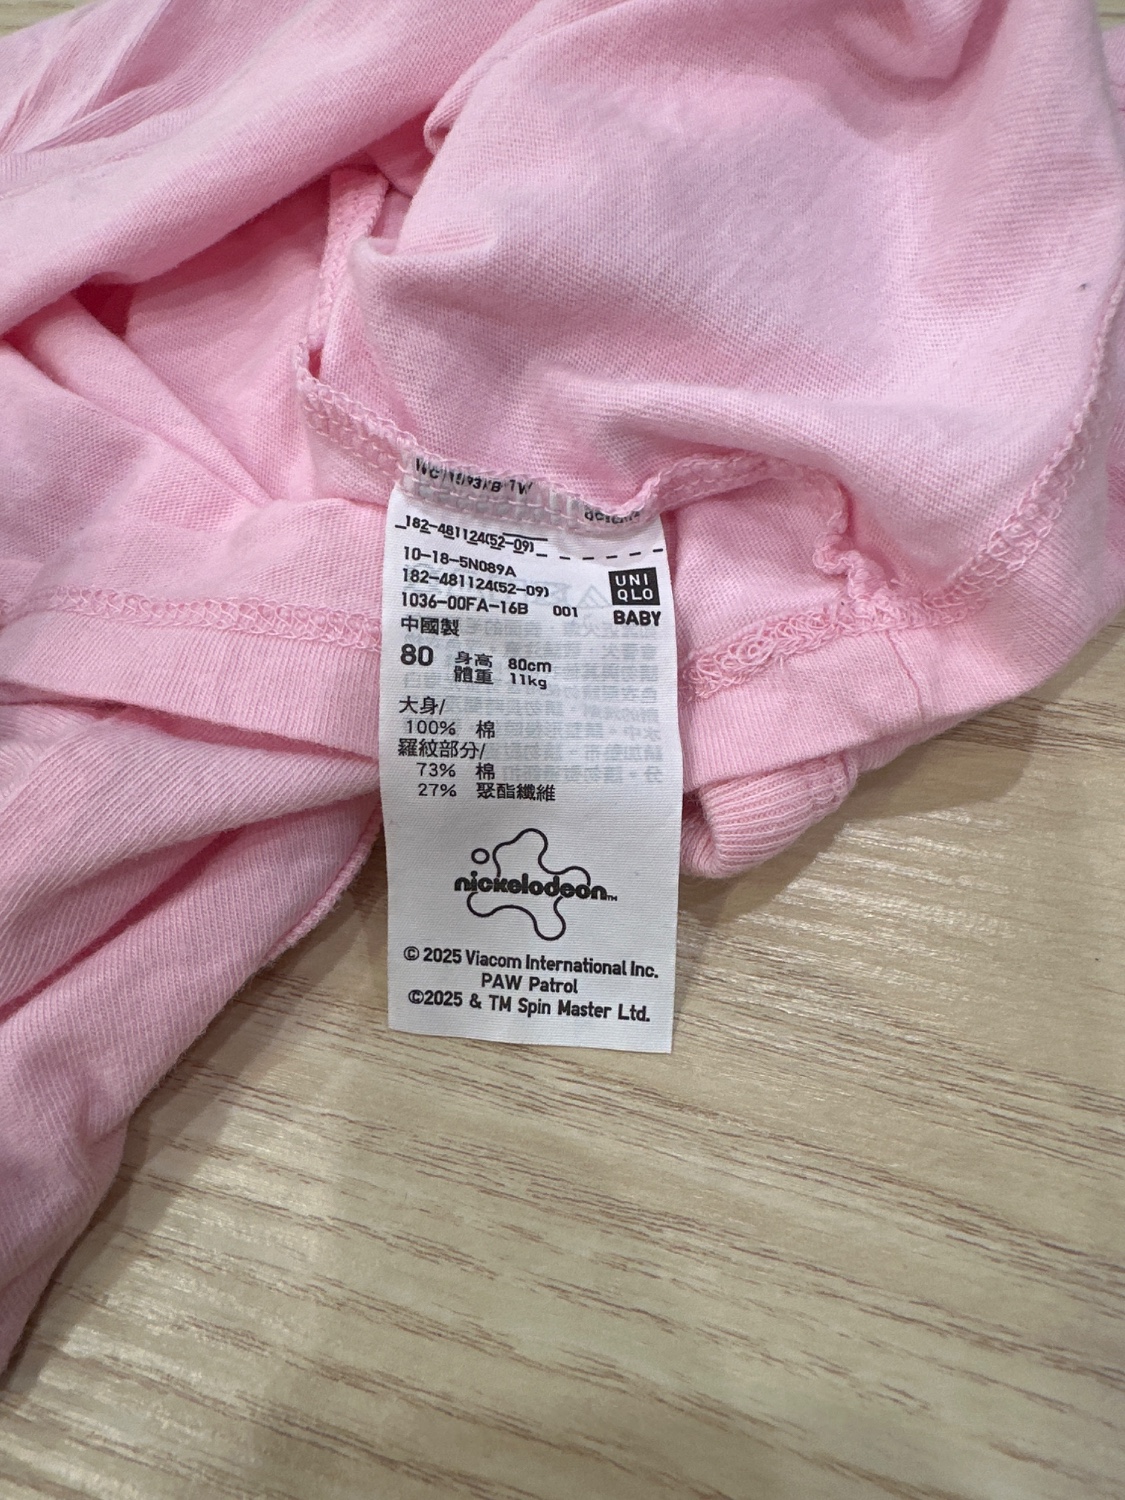 182-481124(52-09)
10-18-5N089A
182-481124(52-09)
1036-00FA-16B 001
UNI
QLO
BABY
中國製
80 身高 80cm
體重 11kg
大身/
100% 棉
羅紋部分/
73% 棉
27% 聚酯纖維
nickelodeon™
© 2025 Viacom International Inc.
PAW Patrol
©2025 & TM Spin Master Ltd.